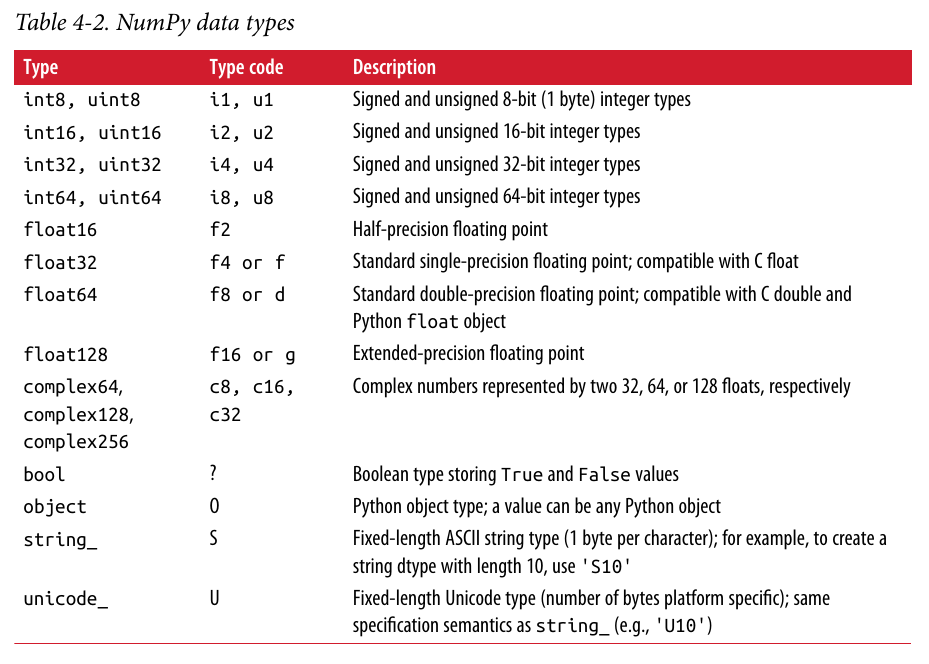 Table 4-2. NumPy data types
Type Type code Description
int8, uint8 i1, u1 Signed and unsigned 8-bit (1 byte) integer types
int16, uint16 i2, u2 Signed and unsigned 16-bit integer types
int32, uint32 i4, u4 Signed and unsigned 32-bit integer types
int64, uint64 i8, u8 Signed and unsigned 64-bit integer types
float16 f2 Half-precision floating point
float32 f4 or f Standard single-precision floating point; compatible with C float
float64 f8 or d Standard double-precision floating point; compatible with C double and
Python float object
float128 f16 or g Extended-precision floating point
complex64, c8, c16, Complex numbers represented by two 32, 64, or 128 floats, respectively
complex128, c32
complex256
bool ? Boolean type storing True and False values
object O Python object type; a value can be any Python object
string_ S Fixed-length ASCII string type (1 byte per character); for example, to create a
string dtype with length 10, use 'S10'
unicode_ U Fixed-length Unicode type (number of bytes platform specific); same
specification semantics as string_ (e.g., 'U10')